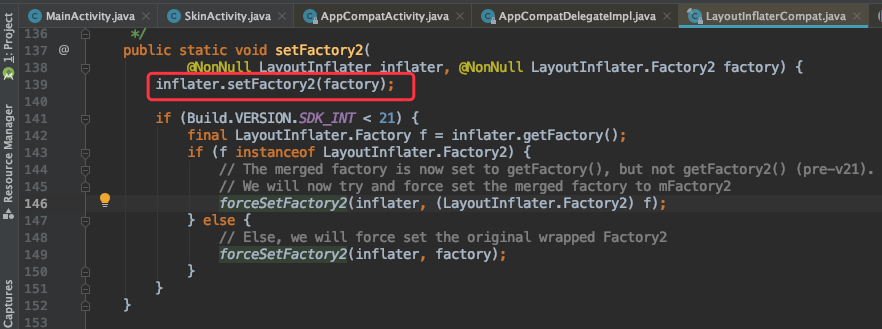 MainActivity.java SkinActivity.java AppCompatActivity.java AppCompatDelegateImpl.java LayoutInflaterCompat.java
1: Project
Resource Manager
Captures
136 */
137 @ public static void setFactory2(
138 @NonNull LayoutInflater inflater, @NonNull LayoutInflater.Factory2 factory) {
139 inflater.setFactory2(factory);
140
141 if (Build.VERSION.SDK_INT < 21) {
142 final LayoutInflater.Factory f = inflater.getFactory();
143 if (f instanceof LayoutInflater.Factory2) {
144 // The merged factory is now set to getFactory(), but not getFactory2() (pre-v21).
145 // We will now try and force set the merged factory to mFactory2
146 forceSetFactory2(inflater, (LayoutInflater.Factory2) f);
147 } else {
148 // Else, we will force set the original wrapped Factory2
149 forceSetFactory2(inflater, factory);
150 }
151 }
152 }
153